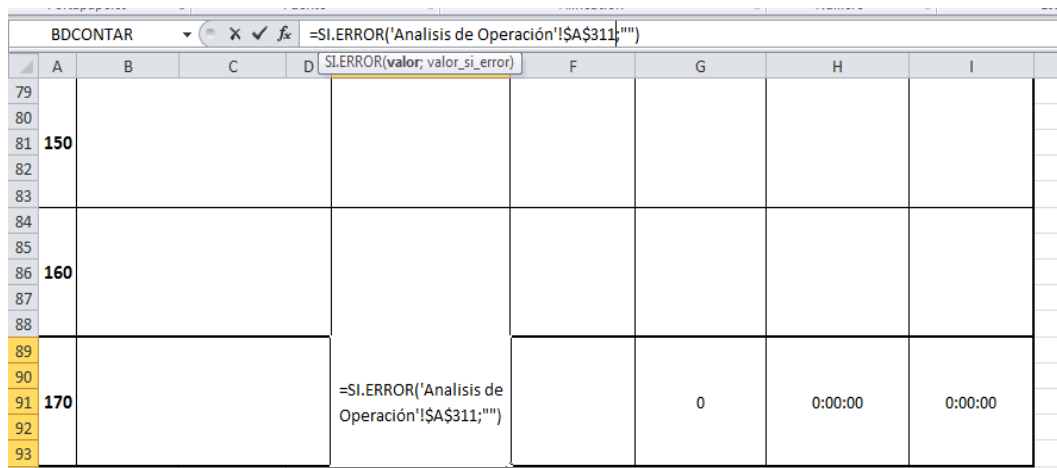 BDCONTAR fx =SI.ERROR('Analisis de Operación'!$A$311;"")
SI.ERROR(valor; valor_si_error)
A B C D F G H I
79
80
81 150
82
83
84
85
86 160
87
88
89
90
=SI.ERROR('Analisis de
91 170 0 0:00:00 0:00:00
Operación'!$A$311;"")
92
93